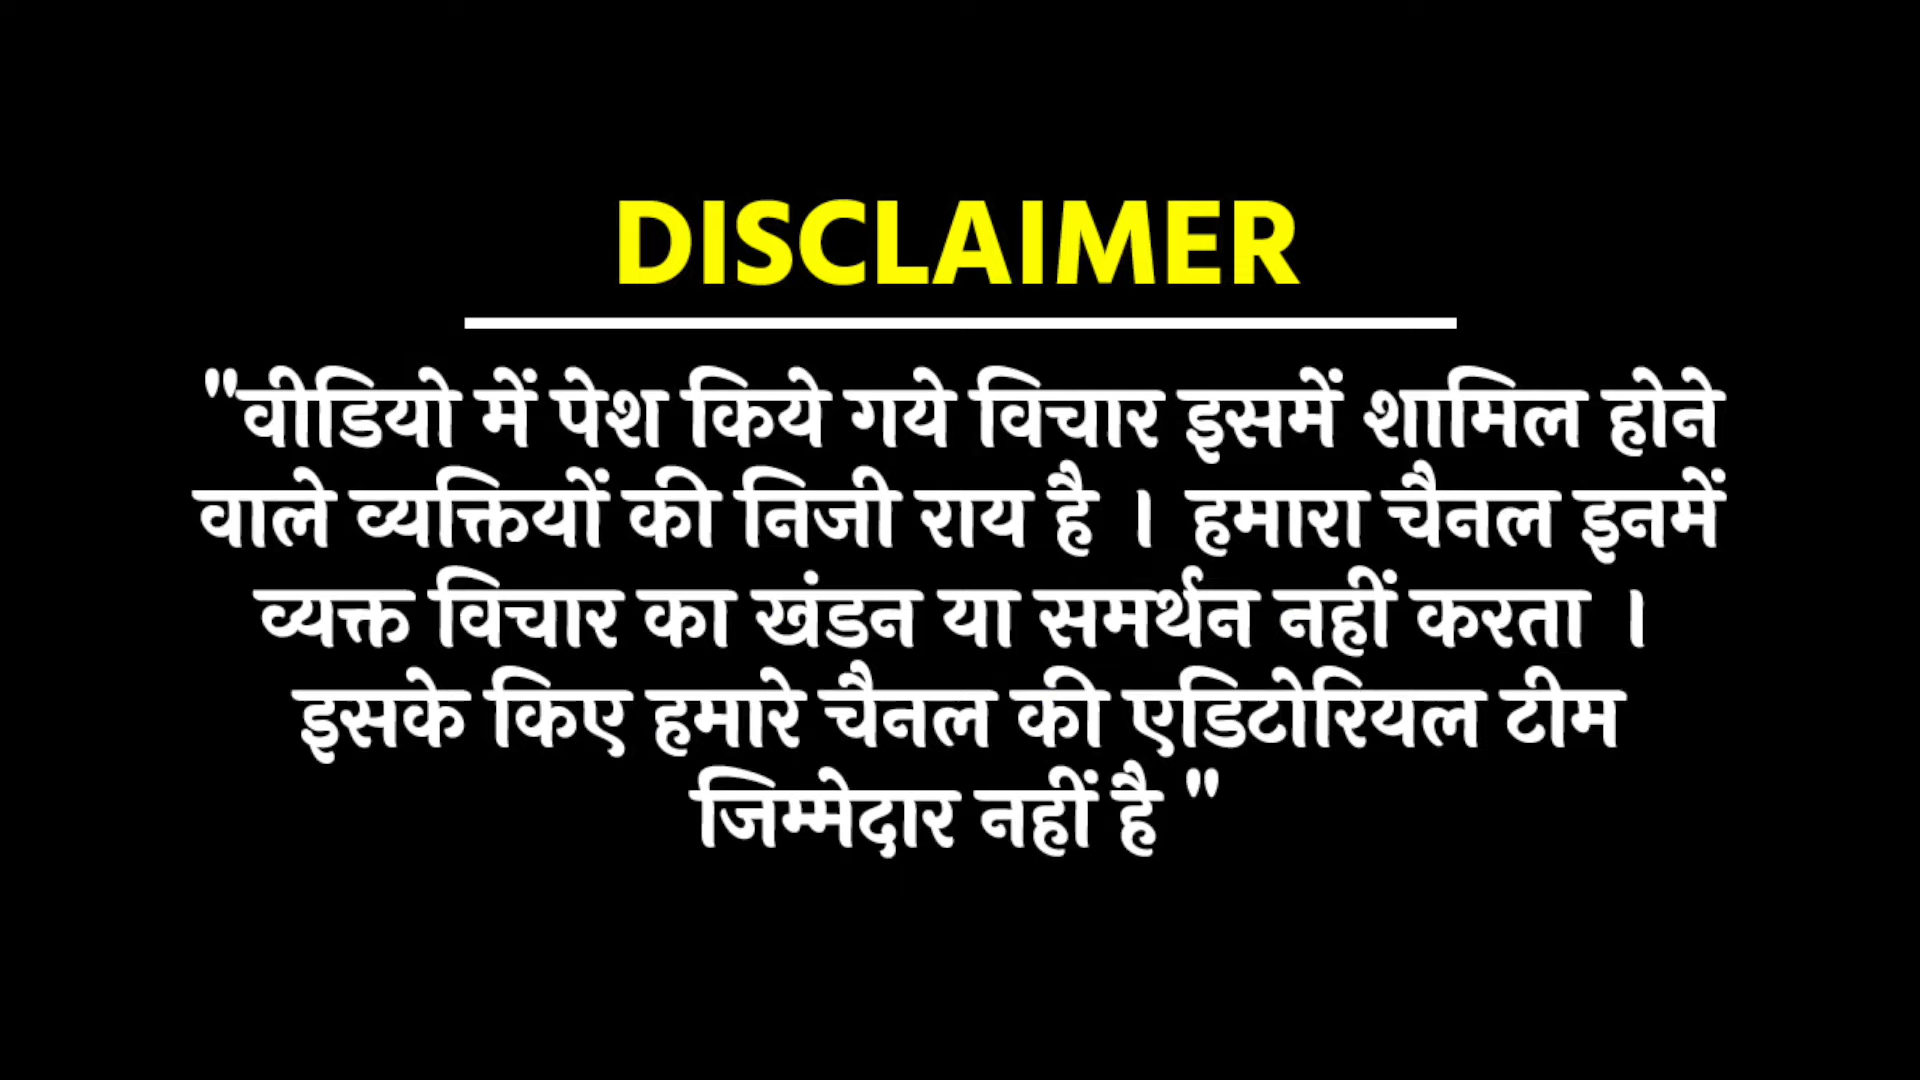 DISCLAIMER
"वीडियो में पेश किये गये विचार इसमें शामिल होने
वाले व्यक्तियों की निजी राय है । हमारा चैनल इनमें
व्यक्त विचार का खंडन या समर्थन नहीं करता ।
इसके किए हमारे चैनल की एडिटोरियल टीम
जिम्मेदार नहीं है "